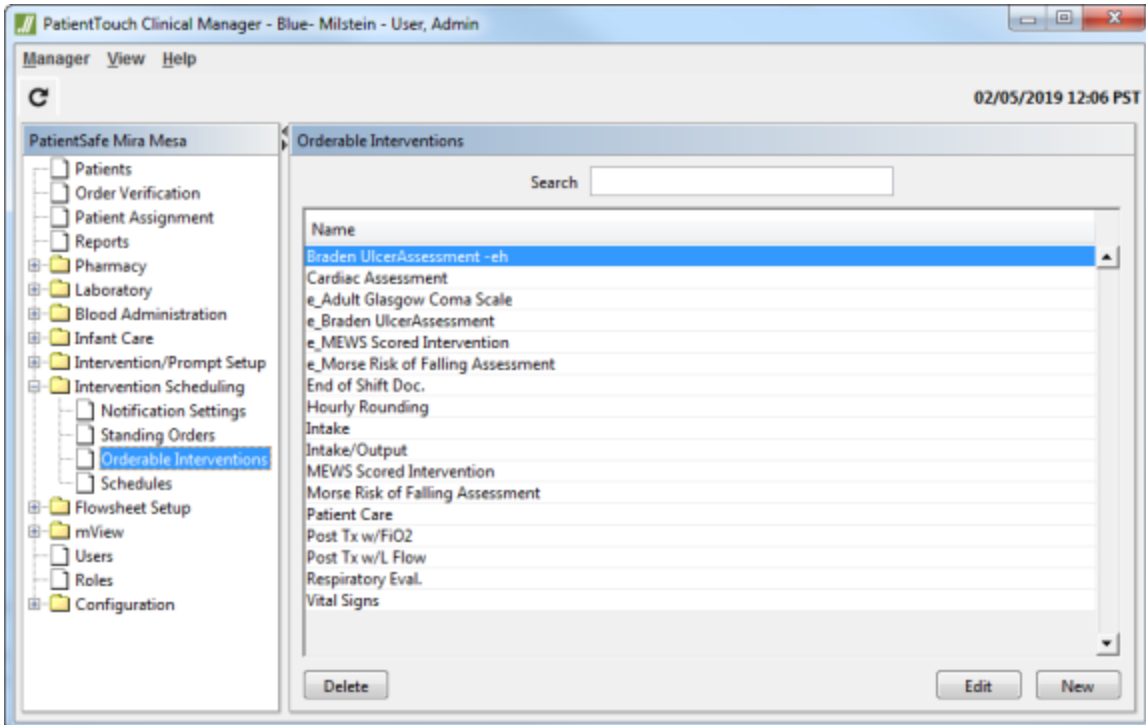 PatientTouch Clinical Manager - Blue- Milstein - User, Admin
Manager View Help
02/05/2019 12:06 PST
PatientSafe Mira Mesa
Patients
Order Verification
Patient Assignment
Reports
Pharmacy
Laboratory
Blood Administration
Infant Care
Intervention/Prompt Setup
Intervention Scheduling
Notification Settings
Standing Orders
Orderable Interventions
Schedules
Flowsheet Setup
mView
Users
Roles
Configuration
Orderable Interventions
Search
Name
Braden UlcerAssessment -eh
Cardiac Assessment
e_Adult Glasgow Coma Scale
e_Braden UlcerAssessment
e_MEWS Scored Intervention
e_Morse Risk of Falling Assessment
End of Shift Doc.
Hourly Rounding
Intake
Intake/Output
MEWS Scored Intervention
Morse Risk of Falling Assessment
Patient Care
Post Tx w/FiO2
Post Tx w/L Flow
Respiratory Eval.
Vital Signs
Delete Edit New